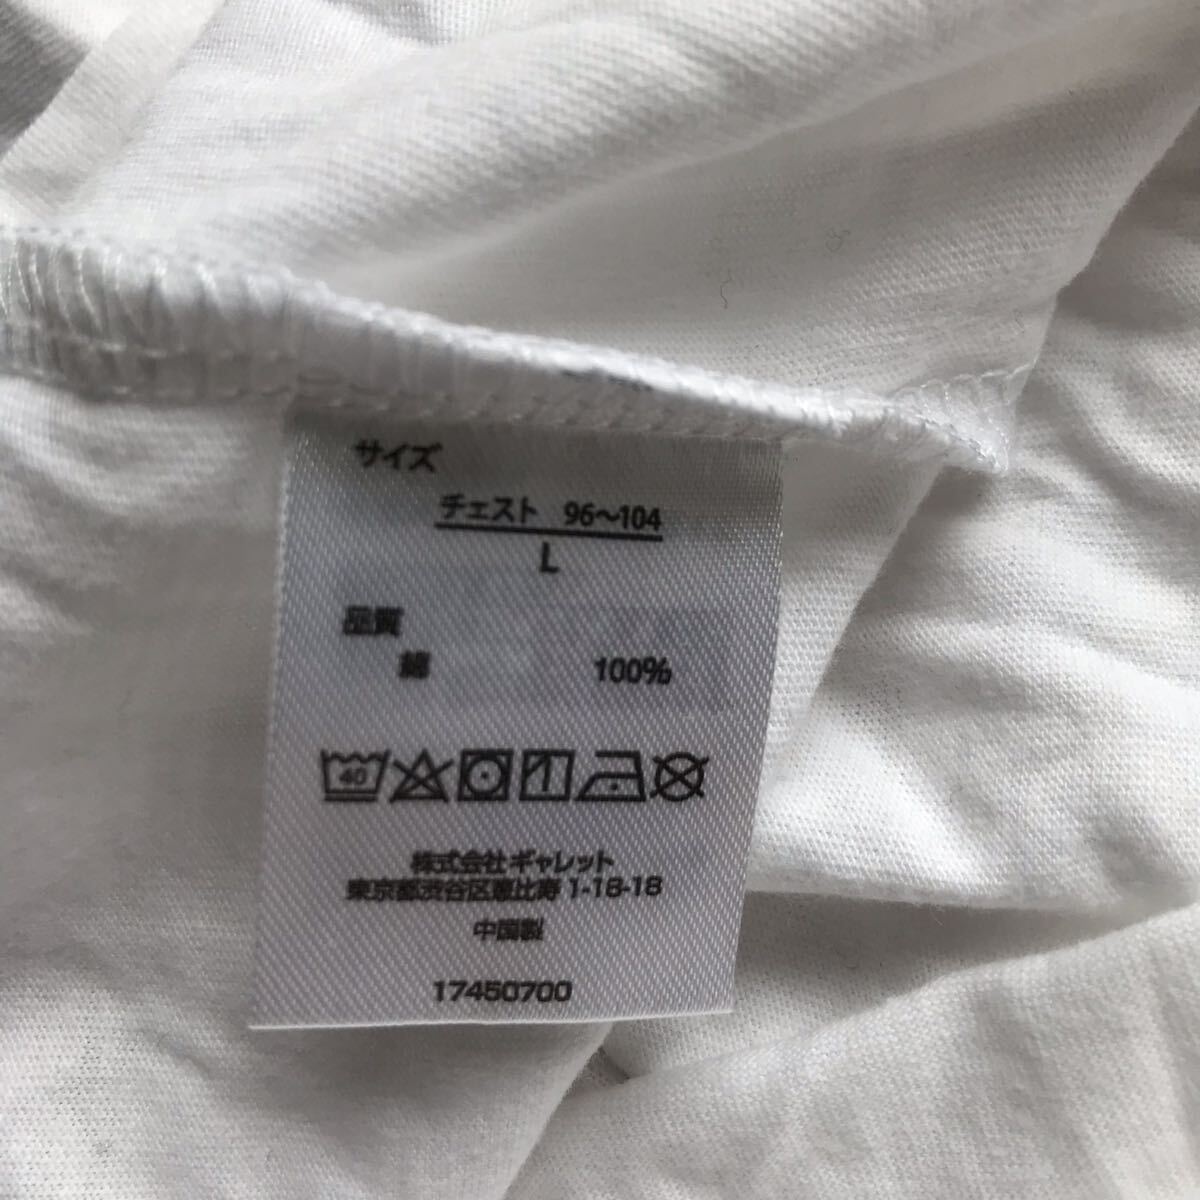 サイズ
チェスト 96～104
L
品質
綿 100%
40
株式会社 ギャレット
東京都渋谷区恵比寿 1-18-18
中国製
17450700